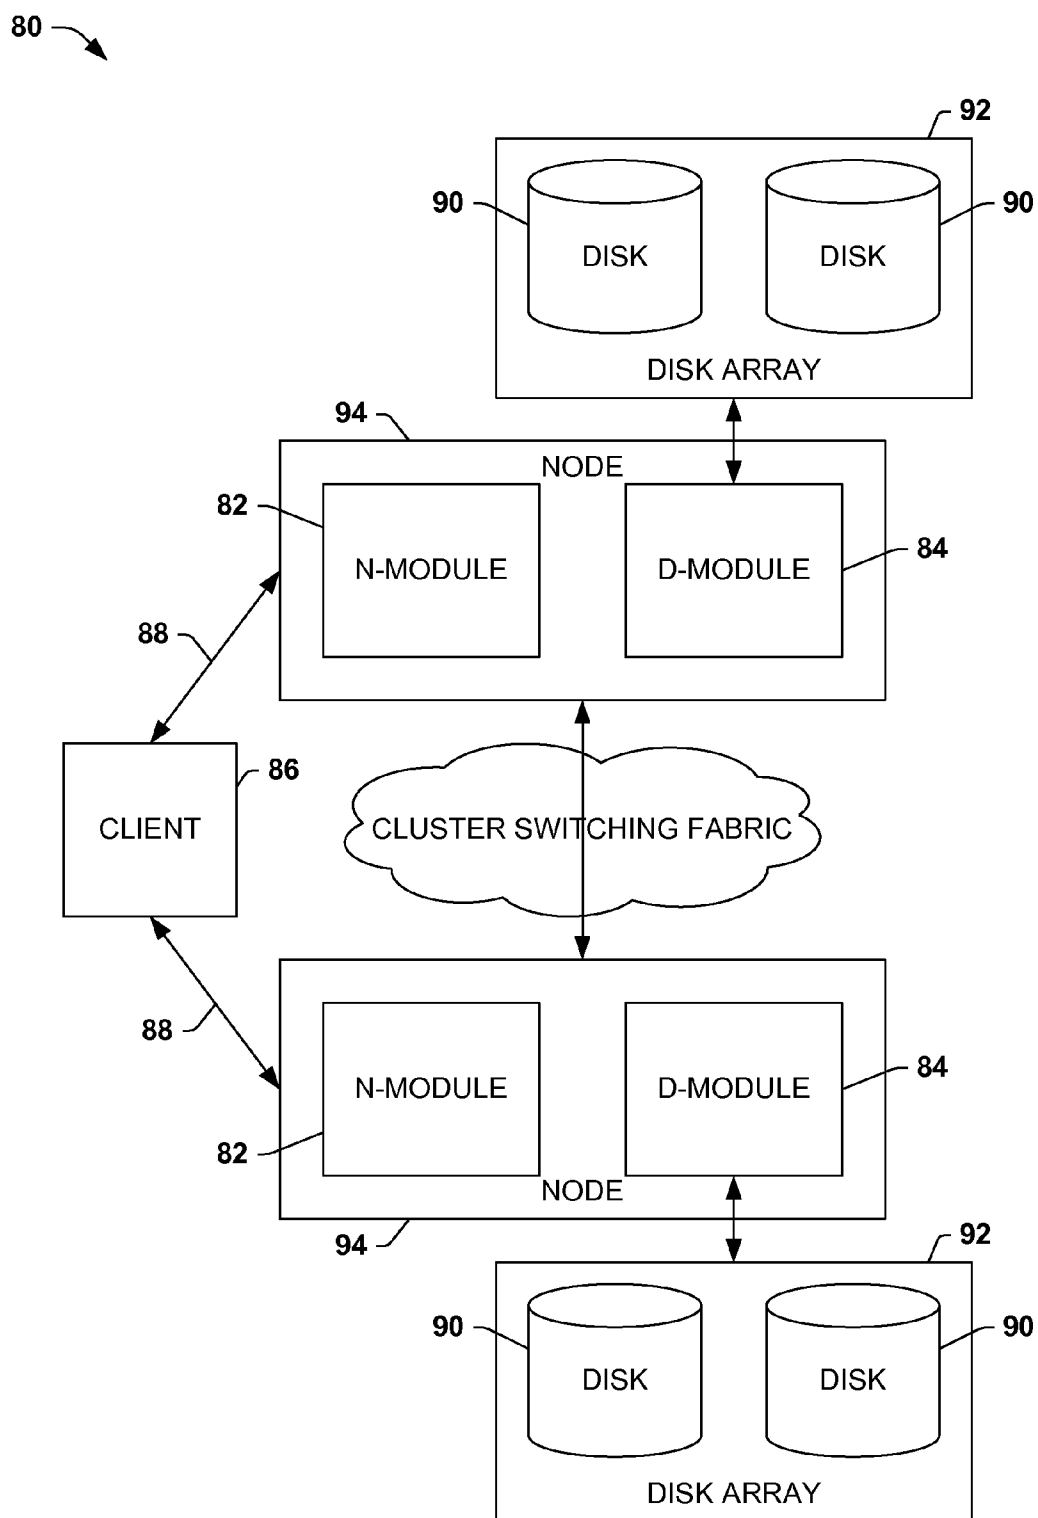 80
92
90
90
DISK
DISK
DISK ARRAY
94
NODE
82
84
N-MODULE
D-MODULE
88
86
CLIENT
CLUSTER SWITCHING FABRIC
88
N-MODULE
D-MODULE
84
82
NODE
94
92
90
90
DISK
DISK
DISK ARRAY